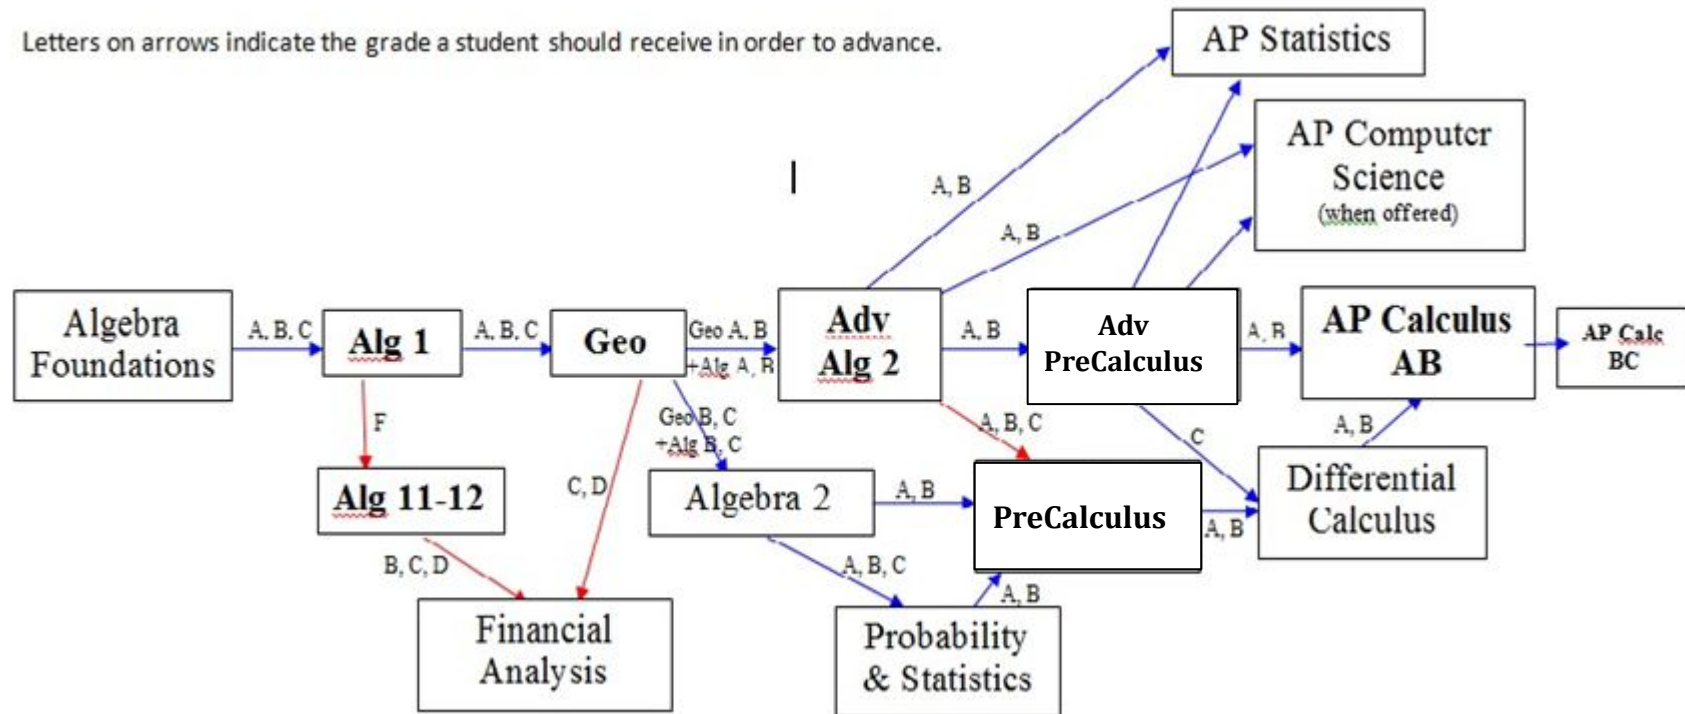 Letters on arrows indicate the grade a student should receive in order to advance.
AP Statistics
AP Computer
Science
(when offered)
A, B
A, B
Algebra
Foundations
A, B, C
Alg 1
A, B, C
Geo
Geo A, B
+Alg A, B
Adv
Alg 2
A, B
Adv
PreCalculus
A, B
AP Calculus
AB
AP Calc
BC
F
Geo B, C
+Alg B, C
A, B, C
C
A, B
Alg 11-12
C, D
Algebra 2
A, B
PreCalculus
A, B
Differential
Calculus
B, C, D
A, B, C
A, B
Financial
Analysis
Probability
& Statistics